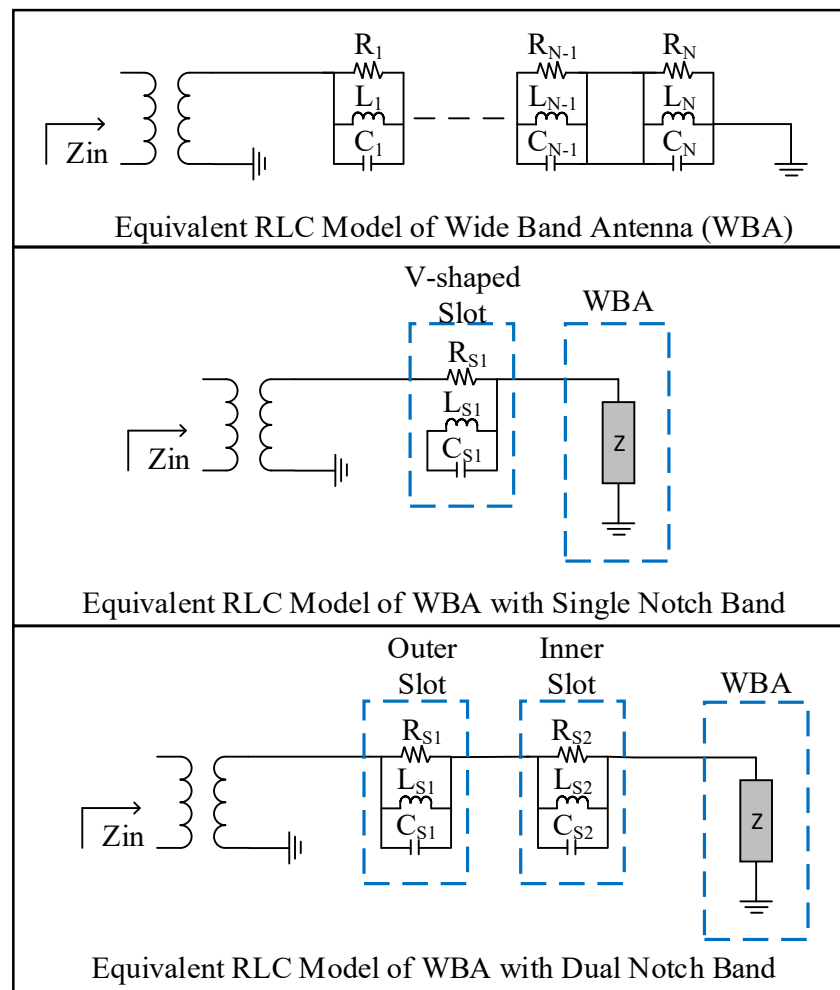 R1 RN-1 RN
L1 LN-1 LN
C1 CN-1 CN
Zin
Equivalent RLC Model of Wide Band Antenna (WBA)
V-shaped
Slot
WBA
RS1
LS1
CS1
Z
Zin
Equivalent RLC Model of WBA with Single Notch Band
Outer Inner
Slot Slot
WBA
RS1 RS2
LS1 LS2
CS1 CS2
Z
Zin
Equivalent RLC Model of WBA with Dual Notch Band